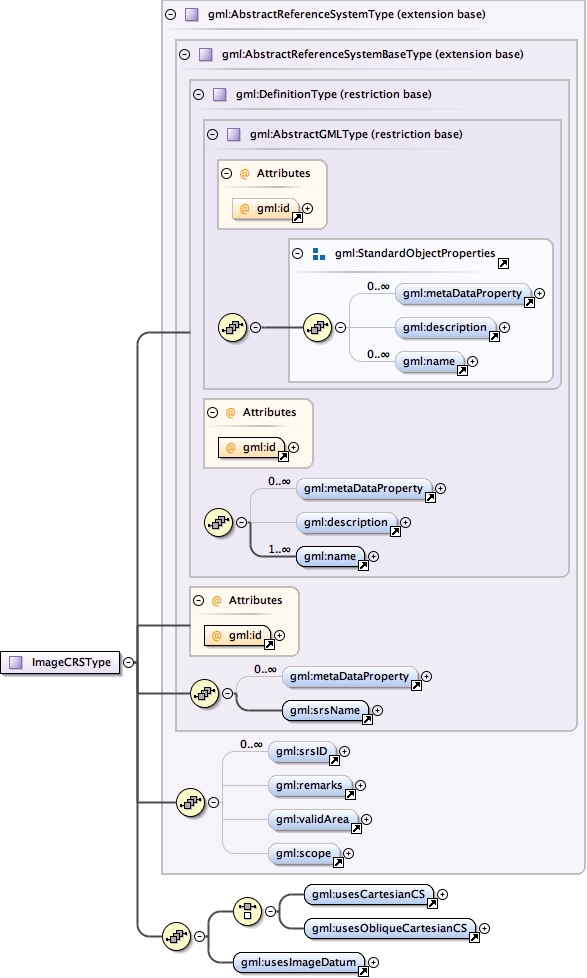 gml:AbstractReferenceSystemType (extension base)
gml:AbstractReferenceSystemBaseType (extension base)
gml:DefinitionType (restriction base)
gml:AbstractGMLType (restriction base)
@ Attributes
@ gml:id
gml:StandardObjectProperties
0..∞
gml:metaDataProperty
gml:description
0..∞
gml:name
@ Attributes
@ gml:id
0..∞
gml:metaDataProperty
gml:description
1..∞
gml:name
@ Attributes
@ gml:id
ImageCRSType
0..∞
gml:metaDataProperty
gml:srsName
0..∞
gml:srsID
gml:remarks
gml:validArea
gml:scope
gml:usesCartesianCS
gml:usesObliqueCartesianCS
gml:usesImageDatum